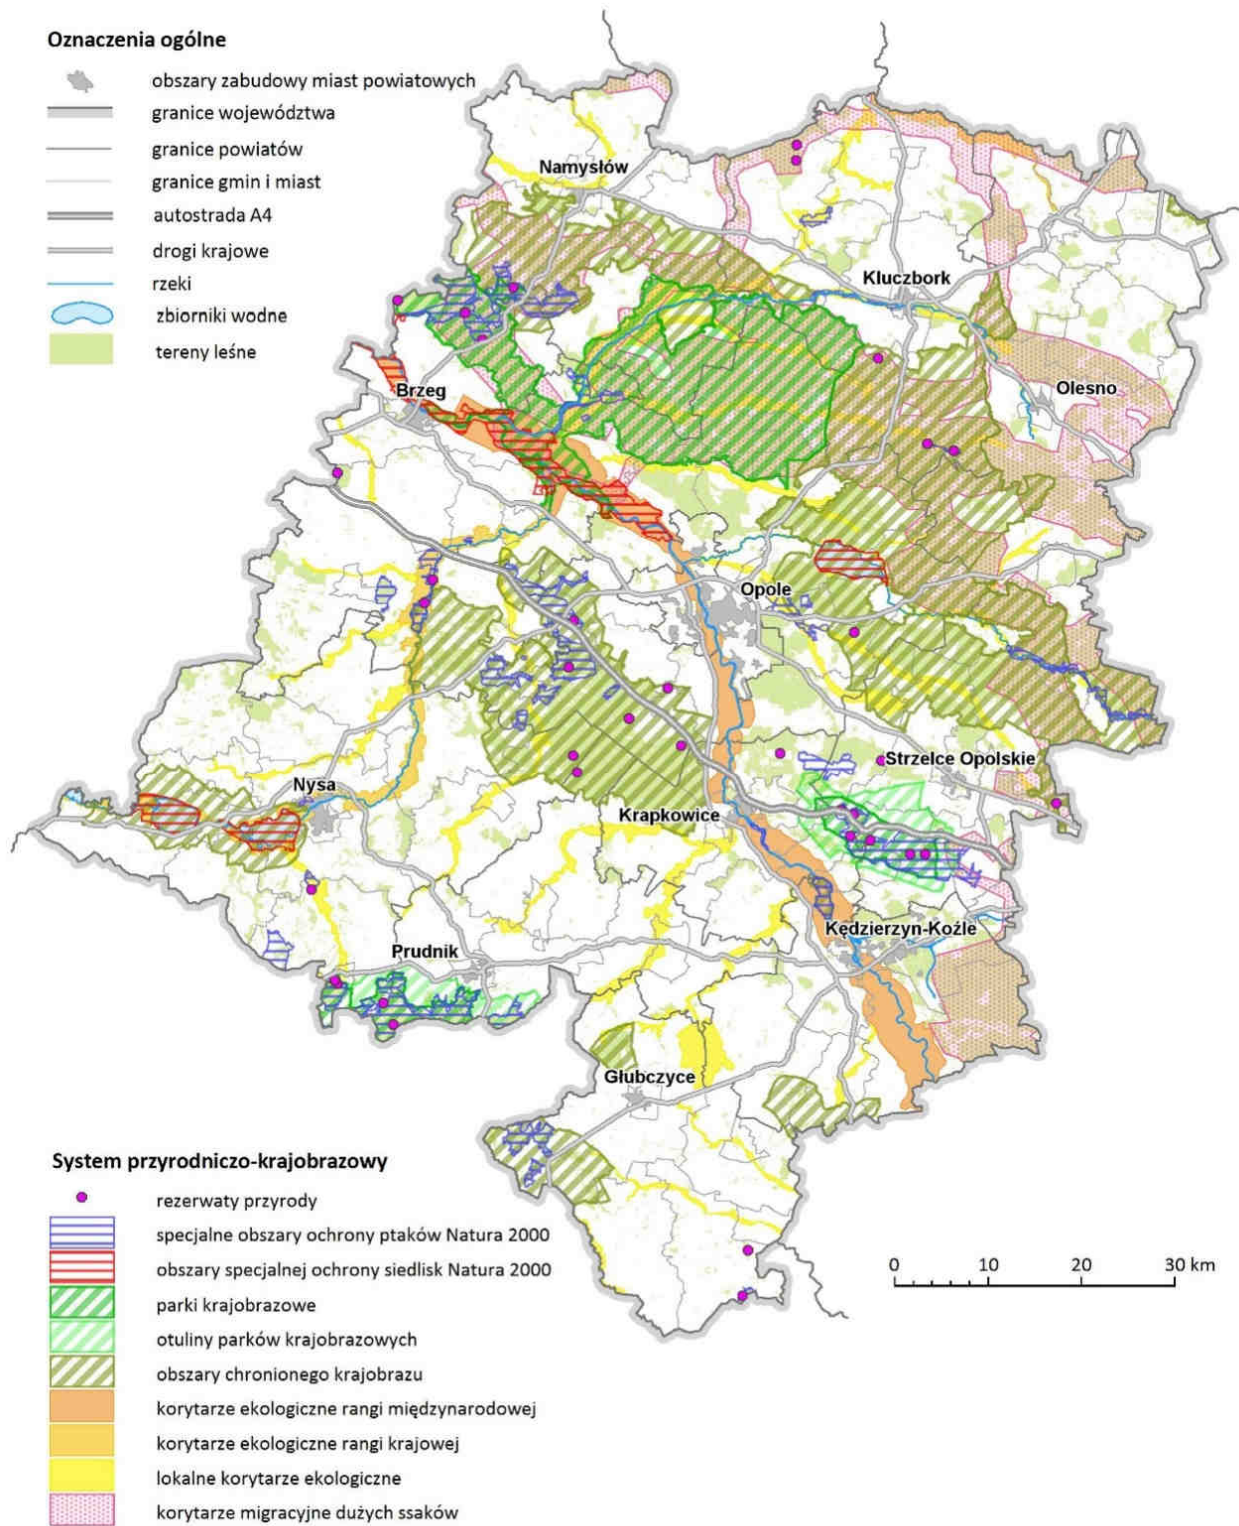 Oznaczenia ogólne
obszary zabudowy miast powiatowych
granice województwa
granice powiatów
granice gmin i miast
autostrada A4
drogi krajowe
rzeki
zbiorniki wodne
tereny leśne
Namysłów
Kluczbork
Olesno
Brzeg
Opole
Strzelce Opolskie
Nysa
Krapkowice
Kędzierzyn-Koźle
Prudnik
Głubczyce
System przyrodniczo-krajobrazowy
rezerwaty przyrody
specjalne obszary ochrony ptaków Natura 2000
obszary specjalnej ochrony siedlisk Natura 2000
parki krajobrazowe
otuliny parków krajobrazowych
obszary chronionego krajobrazu
korytarze ekologiczne rangi międzynarodowej
korytarze ekologiczne rangi krajowej
lokalne korytarze ekologiczne
korytarze migracyjne dużych ssaków
0 10 20 30 km